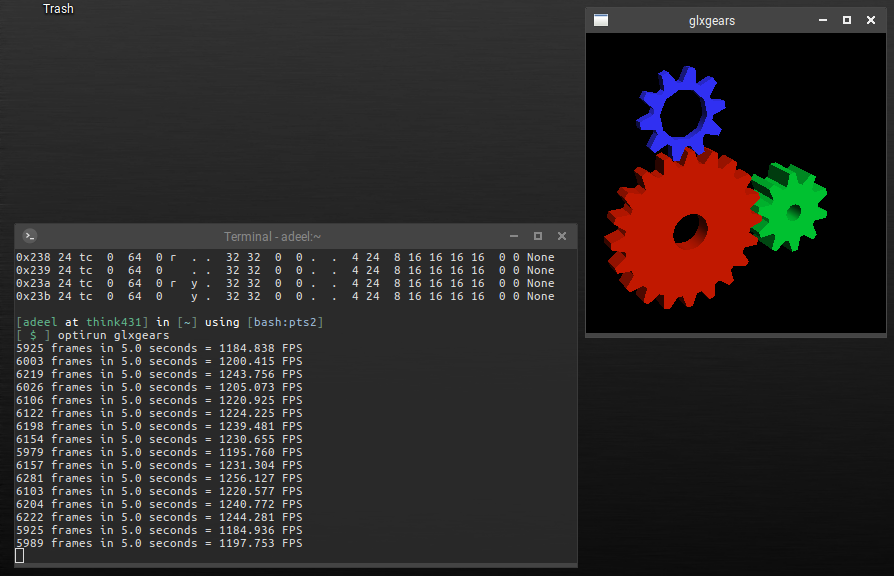 Trash
glxgears
Terminal - adeel:~
0x238 24 tc  0  64  0 r  . .  32 32  0  0 .  .  4 24  8 16 16 16 16  0 0 None
0x239 24 tc  0  64  0    . .  32 32  0  0 .  .  4 24  8 16 16 16 16  0 0 None
0x23a 24 tc  0  64  0 r  y .  32 32  0  0 .  .  4 24  8 16 16 16 16  0 0 None
0x23b 24 tc  0  64  0    y .  32 32  0  0 .  .  4 24  8 16 16 16 16  0 0 None
[adeel at think431] in [~] using [bash:pts2]
[ $ ] optirun glxgears
5925 frames in 5.0 seconds = 1184.838 FPS
6003 frames in 5.0 seconds = 1200.415 FPS
6219 frames in 5.0 seconds = 1243.756 FPS
6026 frames in 5.0 seconds = 1205.073 FPS
6106 frames in 5.0 seconds = 1220.925 FPS
6122 frames in 5.0 seconds = 1224.225 FPS
6198 frames in 5.0 seconds = 1239.481 FPS
6154 frames in 5.0 seconds = 1230.655 FPS
5979 frames in 5.0 seconds = 1195.760 FPS
6157 frames in 5.0 seconds = 1231.304 FPS
6281 frames in 5.0 seconds = 1256.127 FPS
6103 frames in 5.0 seconds = 1220.577 FPS
6204 frames in 5.0 seconds = 1240.772 FPS
6222 frames in 5.0 seconds = 1244.281 FPS
5925 frames in 5.0 seconds = 1184.936 FPS
5989 frames in 5.0 seconds = 1197.753 FPS